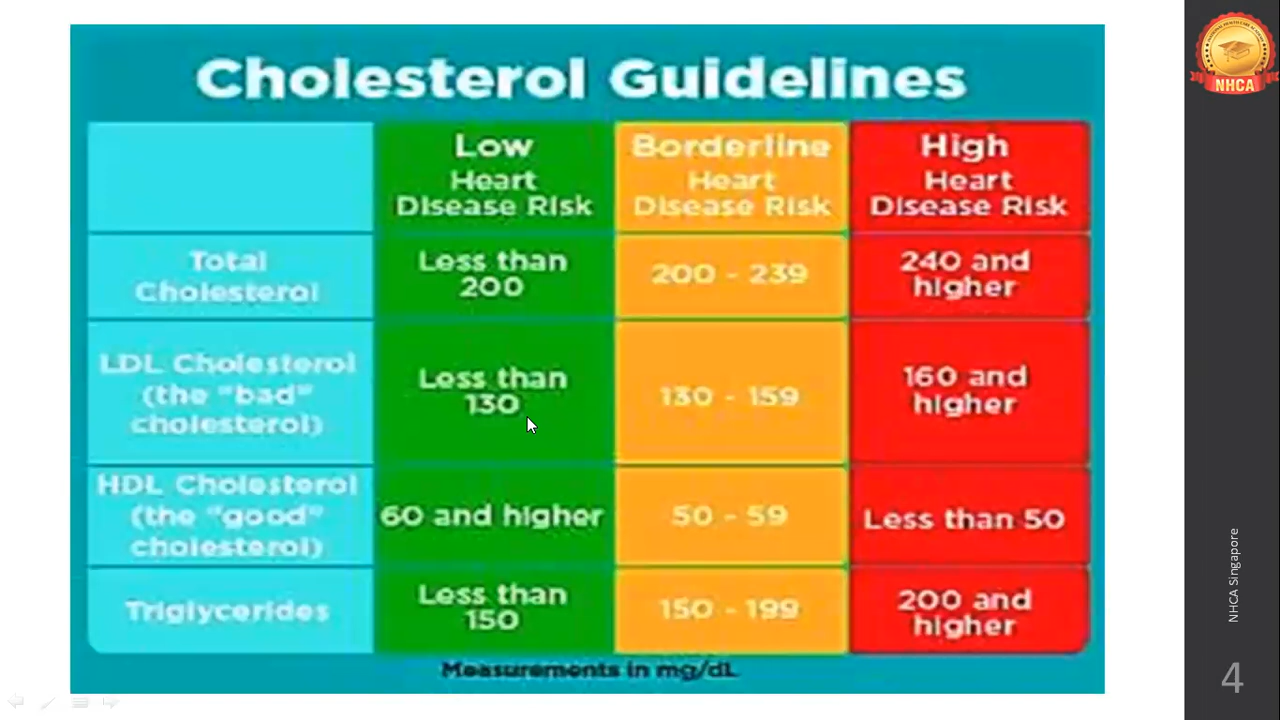 Cholesterol Guidelines
Low
Heart
Disease Risk
Borderline
Heart
Disease Risk
High
Heart
Disease Risk
Total
Cholesterol
Less than
200
200 - 239
240 and
higher
LDL Cholesterol
(the "bad"
cholesterol)
Less than
130
130 - 159
160 and
higher
HDL Cholesterol
(the "good"
cholesterol)
60 and higher
50 - 59
Less than 50
Triglycerides
Less than
150
150 - 199
200 and
higher
Measurements in mg/dL
NHCA
NHCA Singapore
4